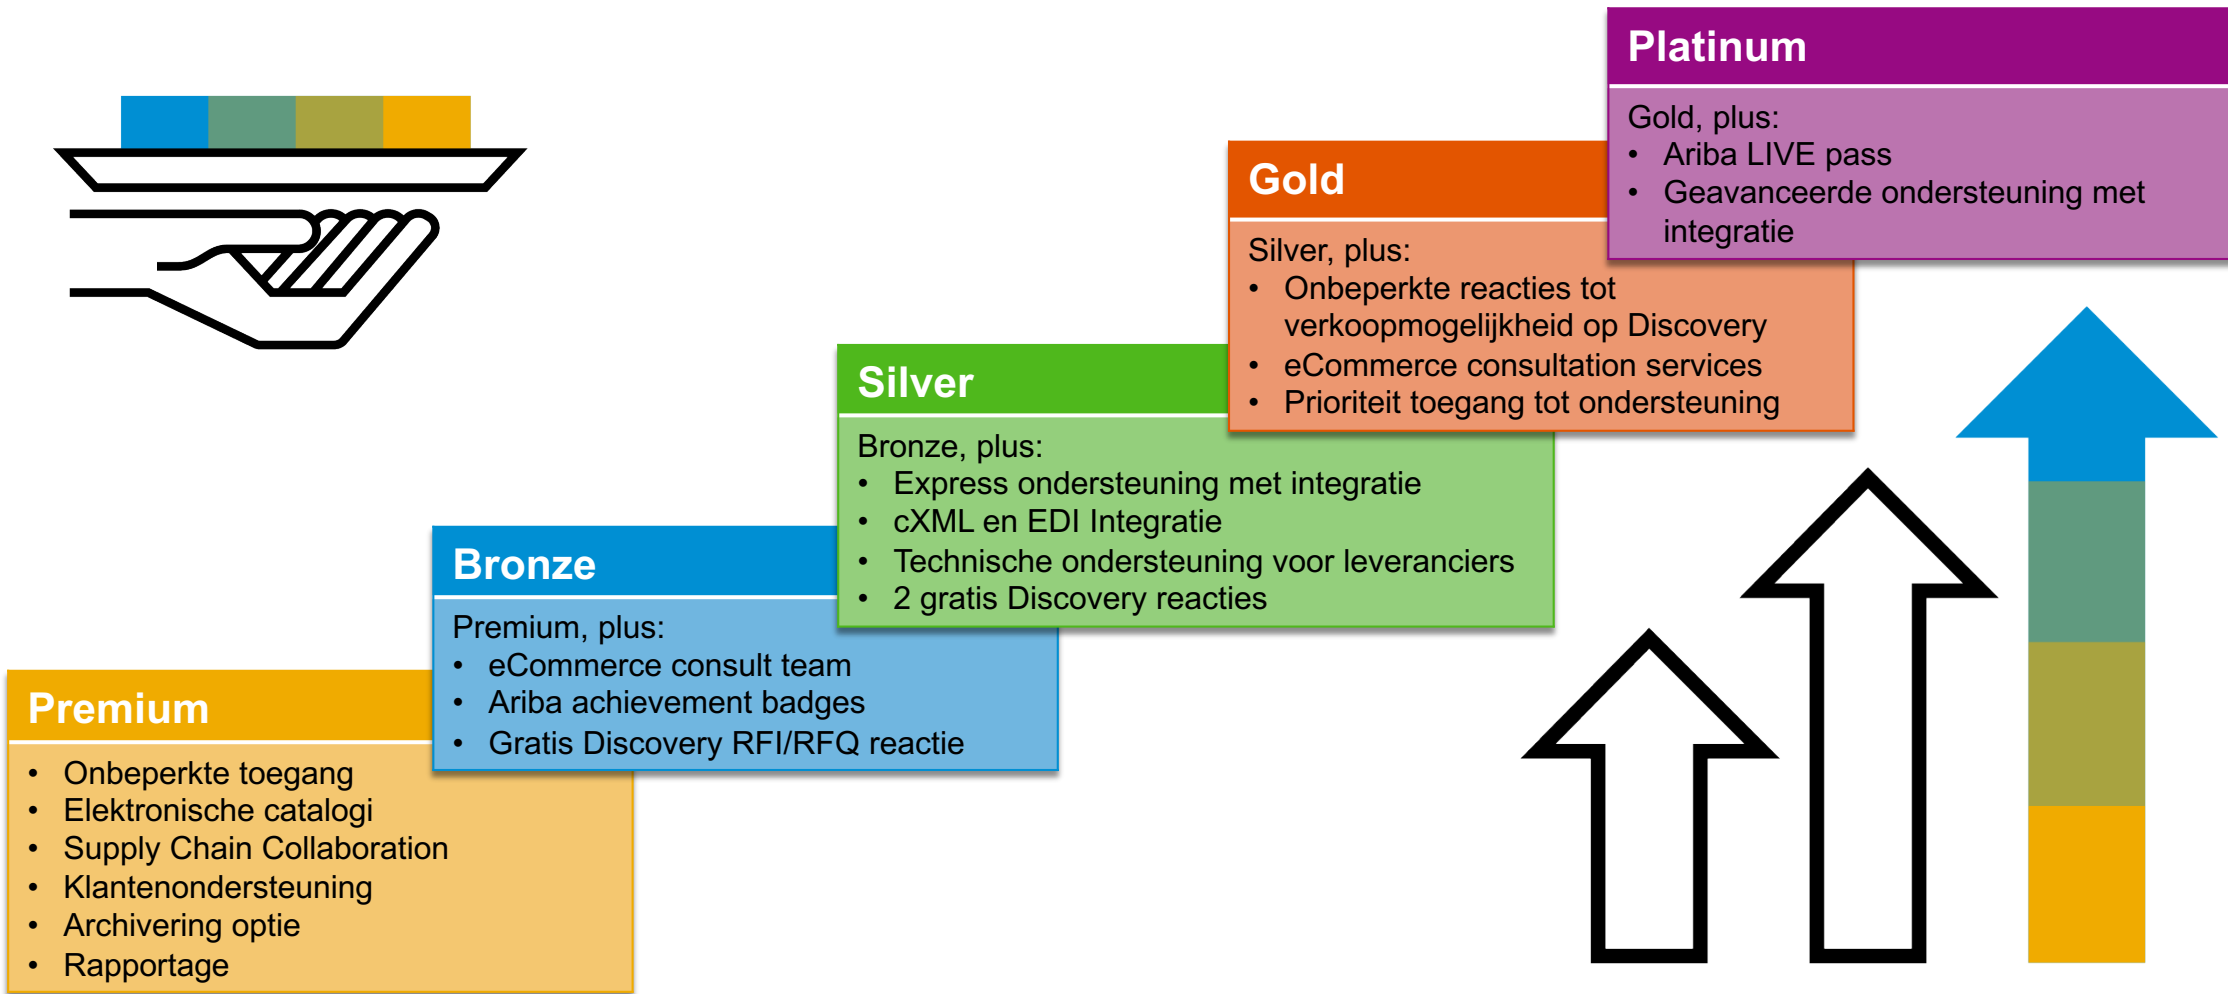 Platinum
Gold, plus:
• Ariba LIVE pass
• Geavanceerde ondersteuning met
integratie
Gold
Silver, plus:
• Onbeperkte reacties tot
verkoopmogelijkheid op Discovery
• eCommerce consultation services
• Prioriteit toegang tot ondersteuning
Silver
Bronze, plus:
• Express ondersteuning met integratie
• cXML en EDI Integratie
• Technische ondersteuning voor leveranciers
• 2 gratis Discovery reacties
Bronze
Premium, plus:
• eCommerce consult team
• Ariba achievement badges
• Gratis Discovery RFI/RFQ reactie
Premium
• Onbeperkte toegang
• Elektronische catalogi
• Supply Chain Collaboration
• Klantenondersteuning
• Archivering optie
• Rapportage